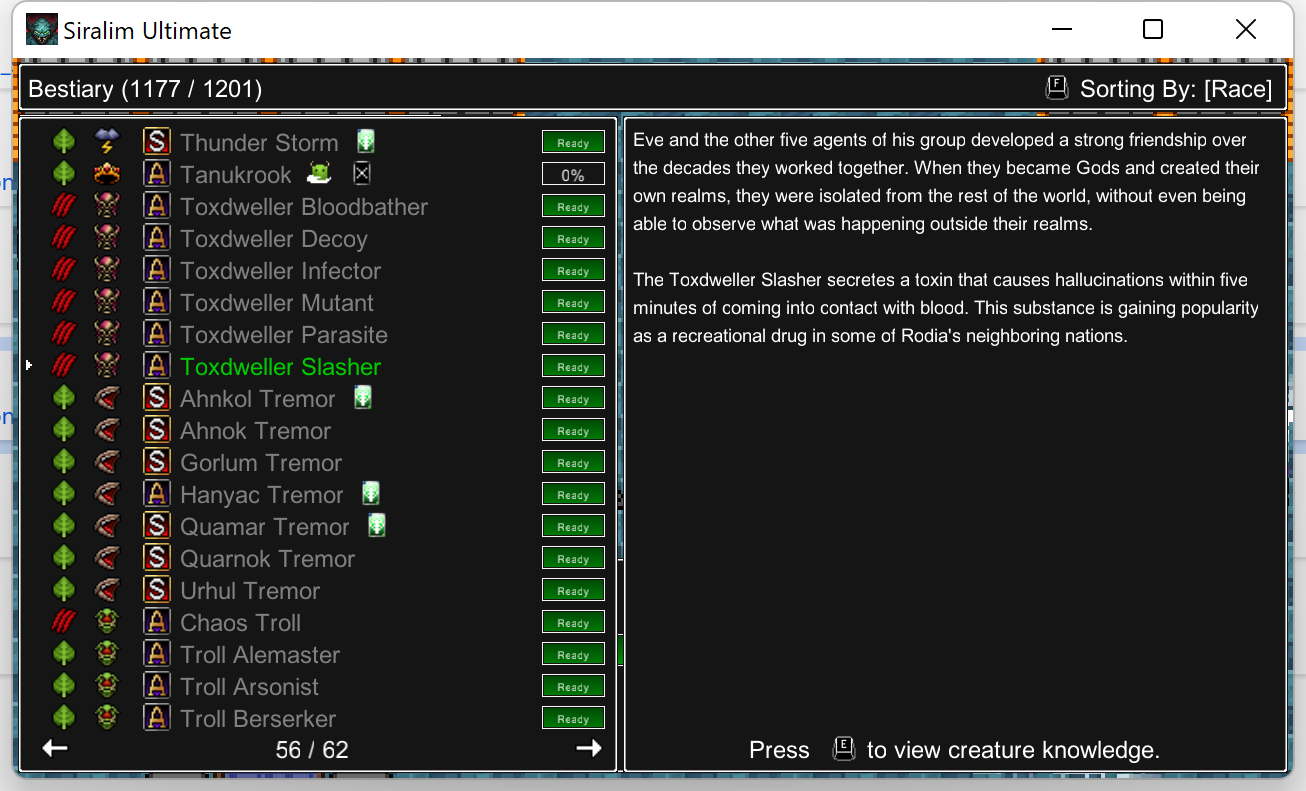 Siralim Ultimate
Bestiary (1177 / 1201)
F Sorting By: [Race]
S Thunder Storm Ready
A Tanukrook 0%
A Toxdweller Bloodbather Ready
A Toxdweller Decoy Ready
A Toxdweller Infector Ready
A Toxdweller Mutant Ready
A Toxdweller Parasite Ready
A Toxdweller Slasher Ready
S Ahnkol Tremor Ready
S Ahnok Tremor Ready
S Gorlum Tremor Ready
A Hanyac Tremor Ready
S Quamar Tremor Ready
S Quarnok Tremor Ready
S Urhul Tremor Ready
A Chaos Troll Ready
A Troll Alemaster Ready
A Troll Arsonist Ready
A Troll Berserker Ready
56 / 62
Eve and the other five agents of his group developed a strong friendship over
the decades they worked together. When they became Gods and created their
own realms, they were isolated from the rest of the world, without even being
able to observe what was happening outside their realms.
The Toxdweller Slasher secretes a toxin that causes hallucinations within five
minutes of coming into contact with blood. This substance is gaining popularity
as a recreational drug in some of Rodia's neighboring nations.
Press E to view creature knowledge.